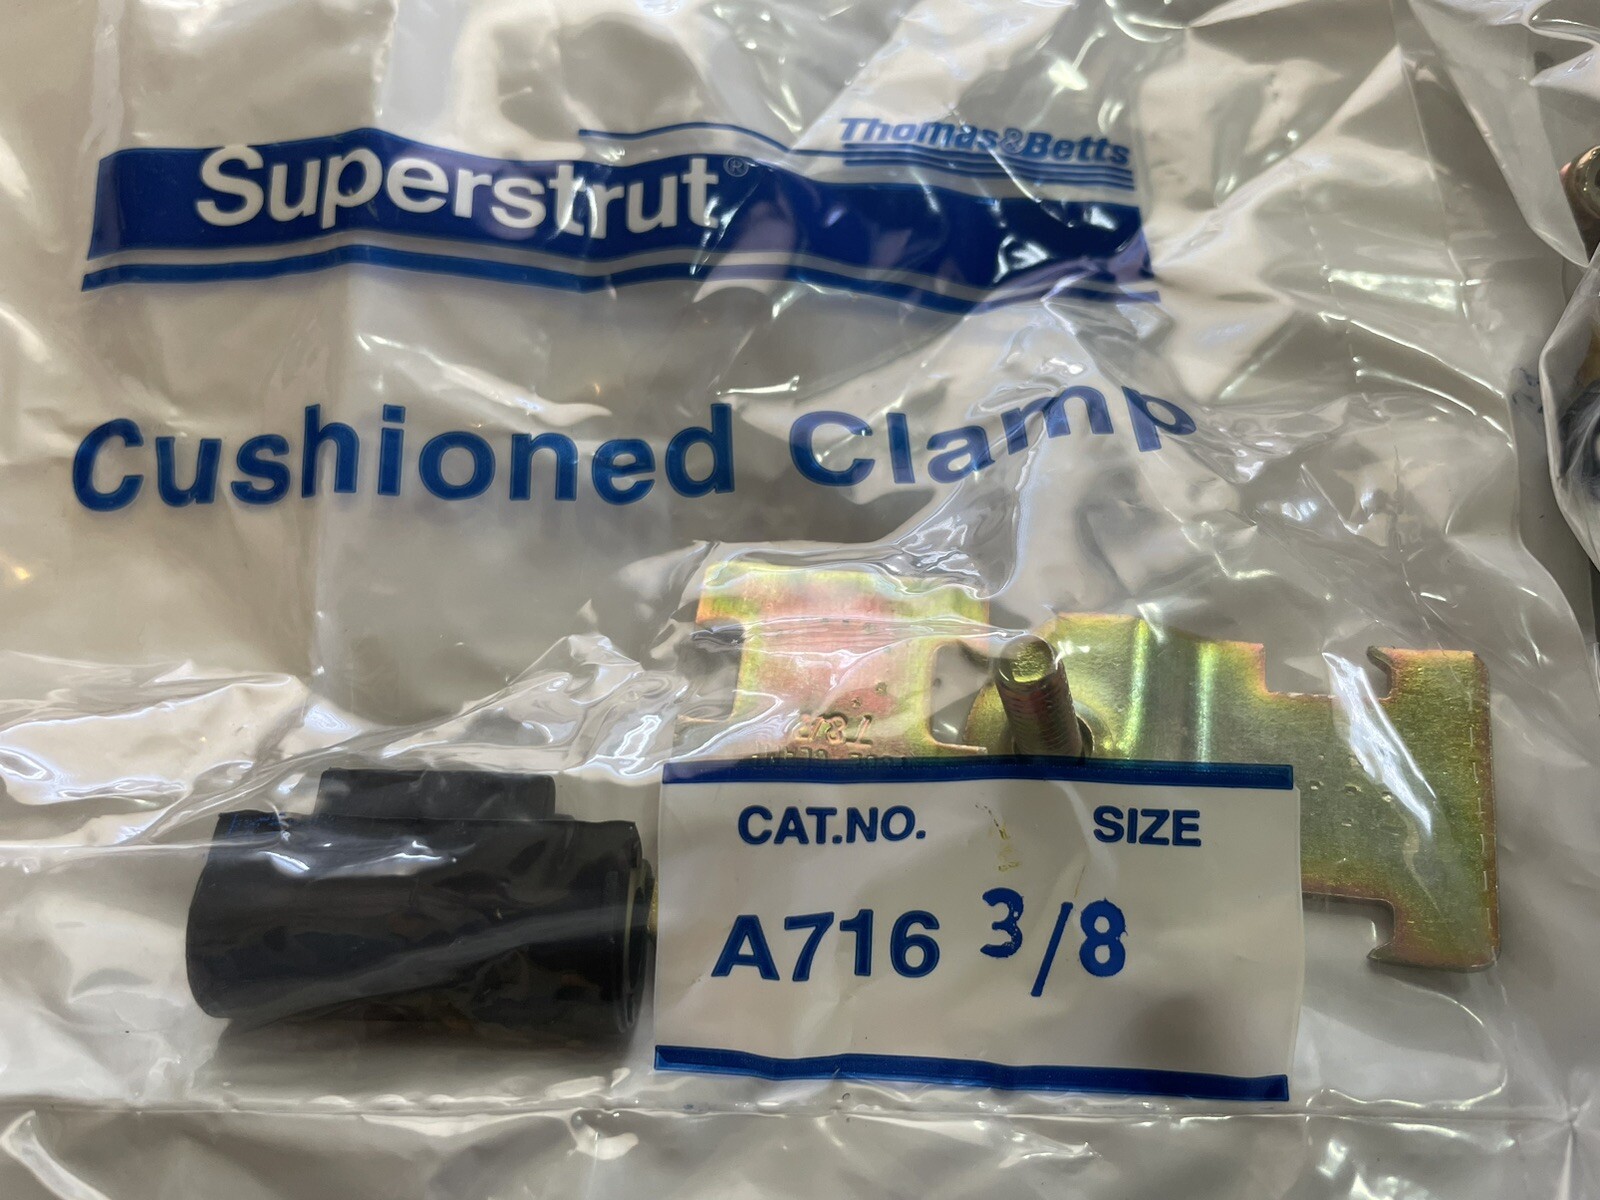 Thomas&Betts
Superstrut®
Cushioned Clamp
CAT.NO. SIZE
A716 3/8